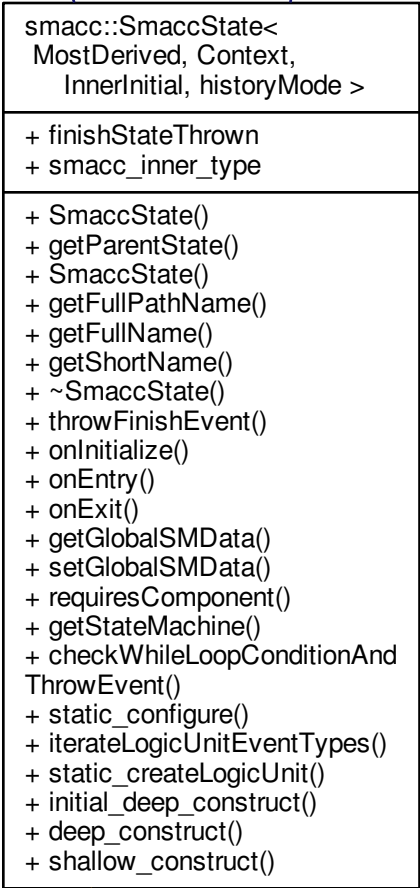 smacc::SmaccState<
MostDerived, Context,
InnerInitial, historyMode >
+ finishStateThrown
+ smacc_inner_type
+ SmaccState()
+ getParentState()
+ SmaccState()
+ getFullPathName()
+ getFullName()
+ getShortName()
+ ~SmaccState()
+ throwFinishEvent()
+ onInitialize()
+ onEntry()
+ onExit()
+ getGlobalSMData()
+ setGlobalSMData()
+ requiresComponent()
+ getStateMachine()
+ checkWhileLoopConditionAnd
ThrowEvent()
+ static_configure()
+ iterateLogicUnitEventTypes()
+ static_createLogicUnit()
+ initial_deep_construct()
+ deep_construct()
+ shallow_construct()